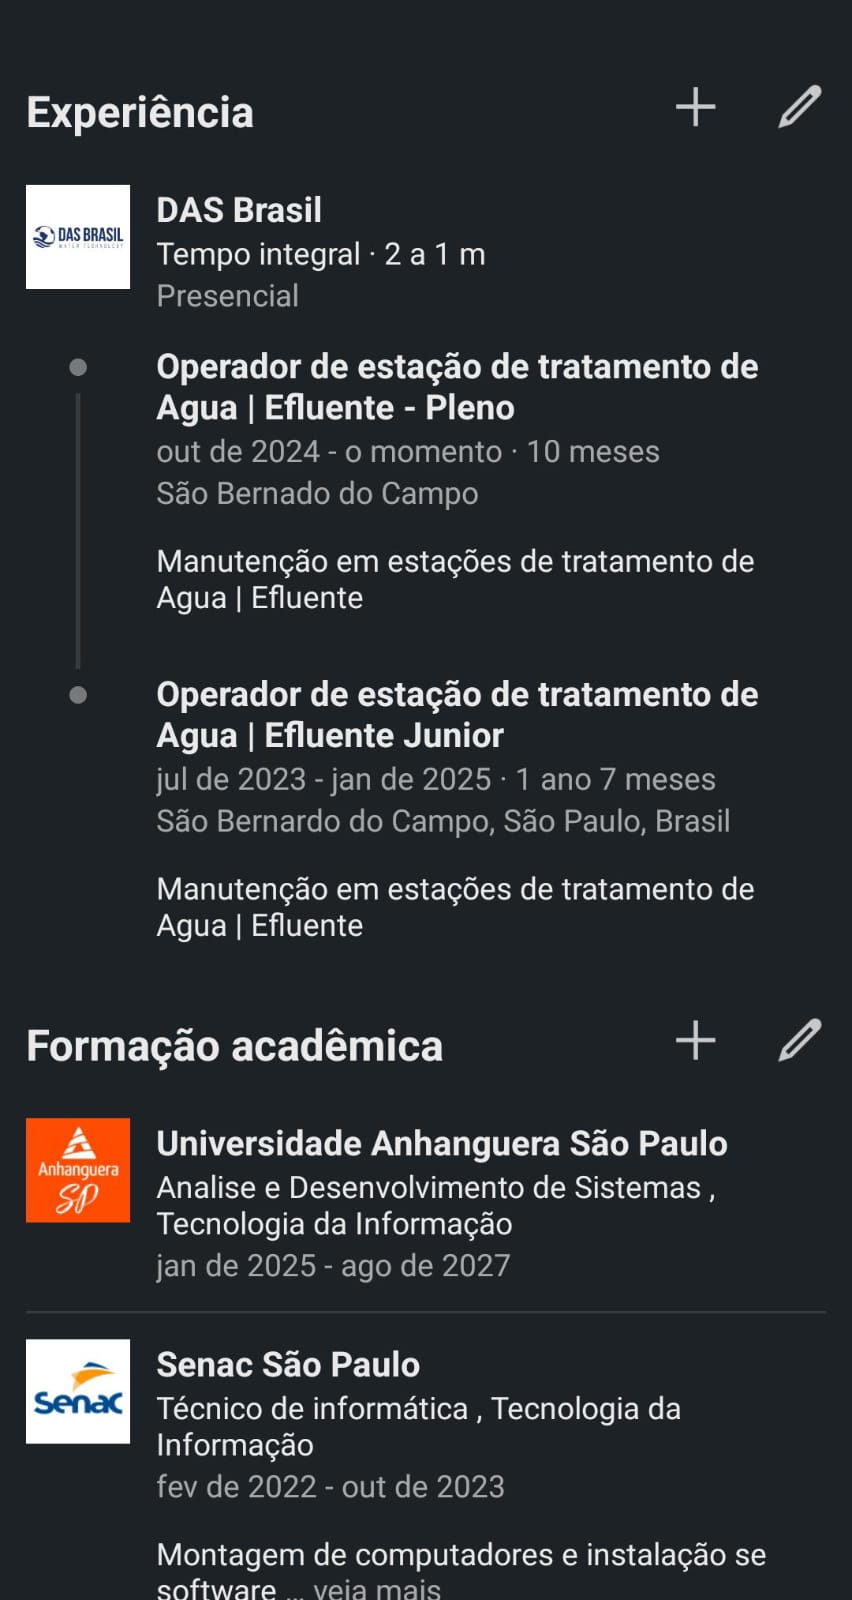 Experiência
DAS BRASIL
WATER TECHNOLOGY
DAS Brasil
Tempo integral · 2 a 1 m
Presencial
Operador de estação de tratamento de
Agua | Efluente - Pleno
out de 2024 - o momento · 10 meses
São Bernado do Campo
Manutenção em estações de tratamento de
Agua | Efluente
Operador de estação de tratamento de
Agua | Efluente Junior
jul de 2023 - jan de 2025 · 1 ano 7 meses
São Bernardo do Campo, São Paulo, Brasil
Manutenção em estações de tratamento de
Agua | Efluente
Formação acadêmica
Anhanguera
SP
Universidade Anhanguera São Paulo
Analise e Desenvolvimento de Sistemas ,
Tecnologia da Informação
jan de 2025 - ago de 2027
Senac
Senac São Paulo
Técnico de informática , Tecnologia da
Informação
fev de 2022 - out de 2023
Montagem de computadores e instalação se
software ... veja mais